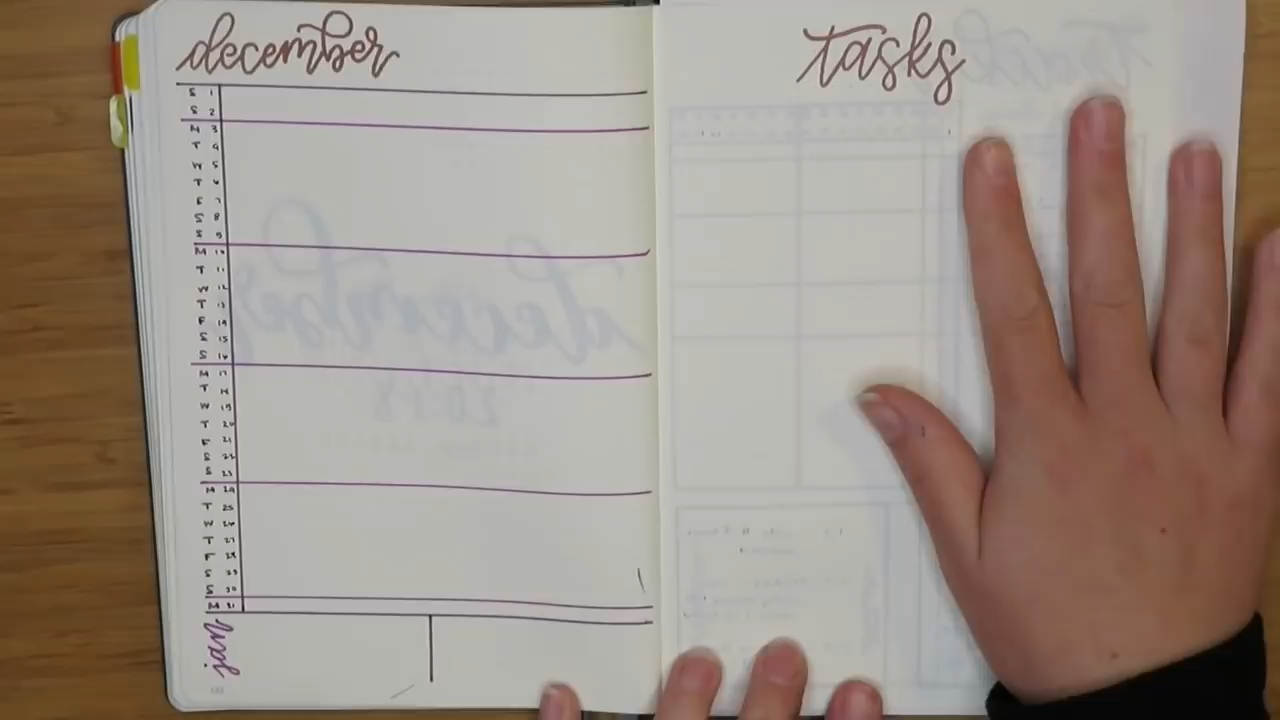 december
tasks
S 1
S 2
M 3
T 4
W 5
T 6
F 7
S 8
S 9
M 10
T 11
W 12
T 13
F 14
S 15
S 16
M 17
T 18
W 19
T 20
F 21
S 22
S 23
M 24
T 25
W 26
T 27
F 28
S 29
S 30
M 31
jan